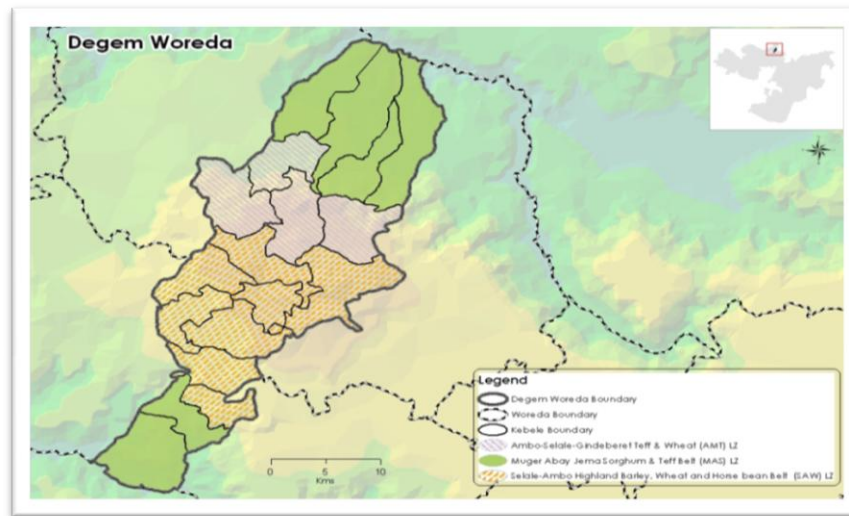 Degem Woreda
Legend
Degem Woreda Boundary
Woreda Boundary
Kebele Boundary
Ambo-Selale-Gindeberet Teff & Wheat (AMT) LZ
Muger Abay Jema Sorghum & Teff Belt (MAS) LZ
Selale-Ambo Highland Barley, Wheat and Horse bean Belt (SAW) LZ
0 5 10
Kms